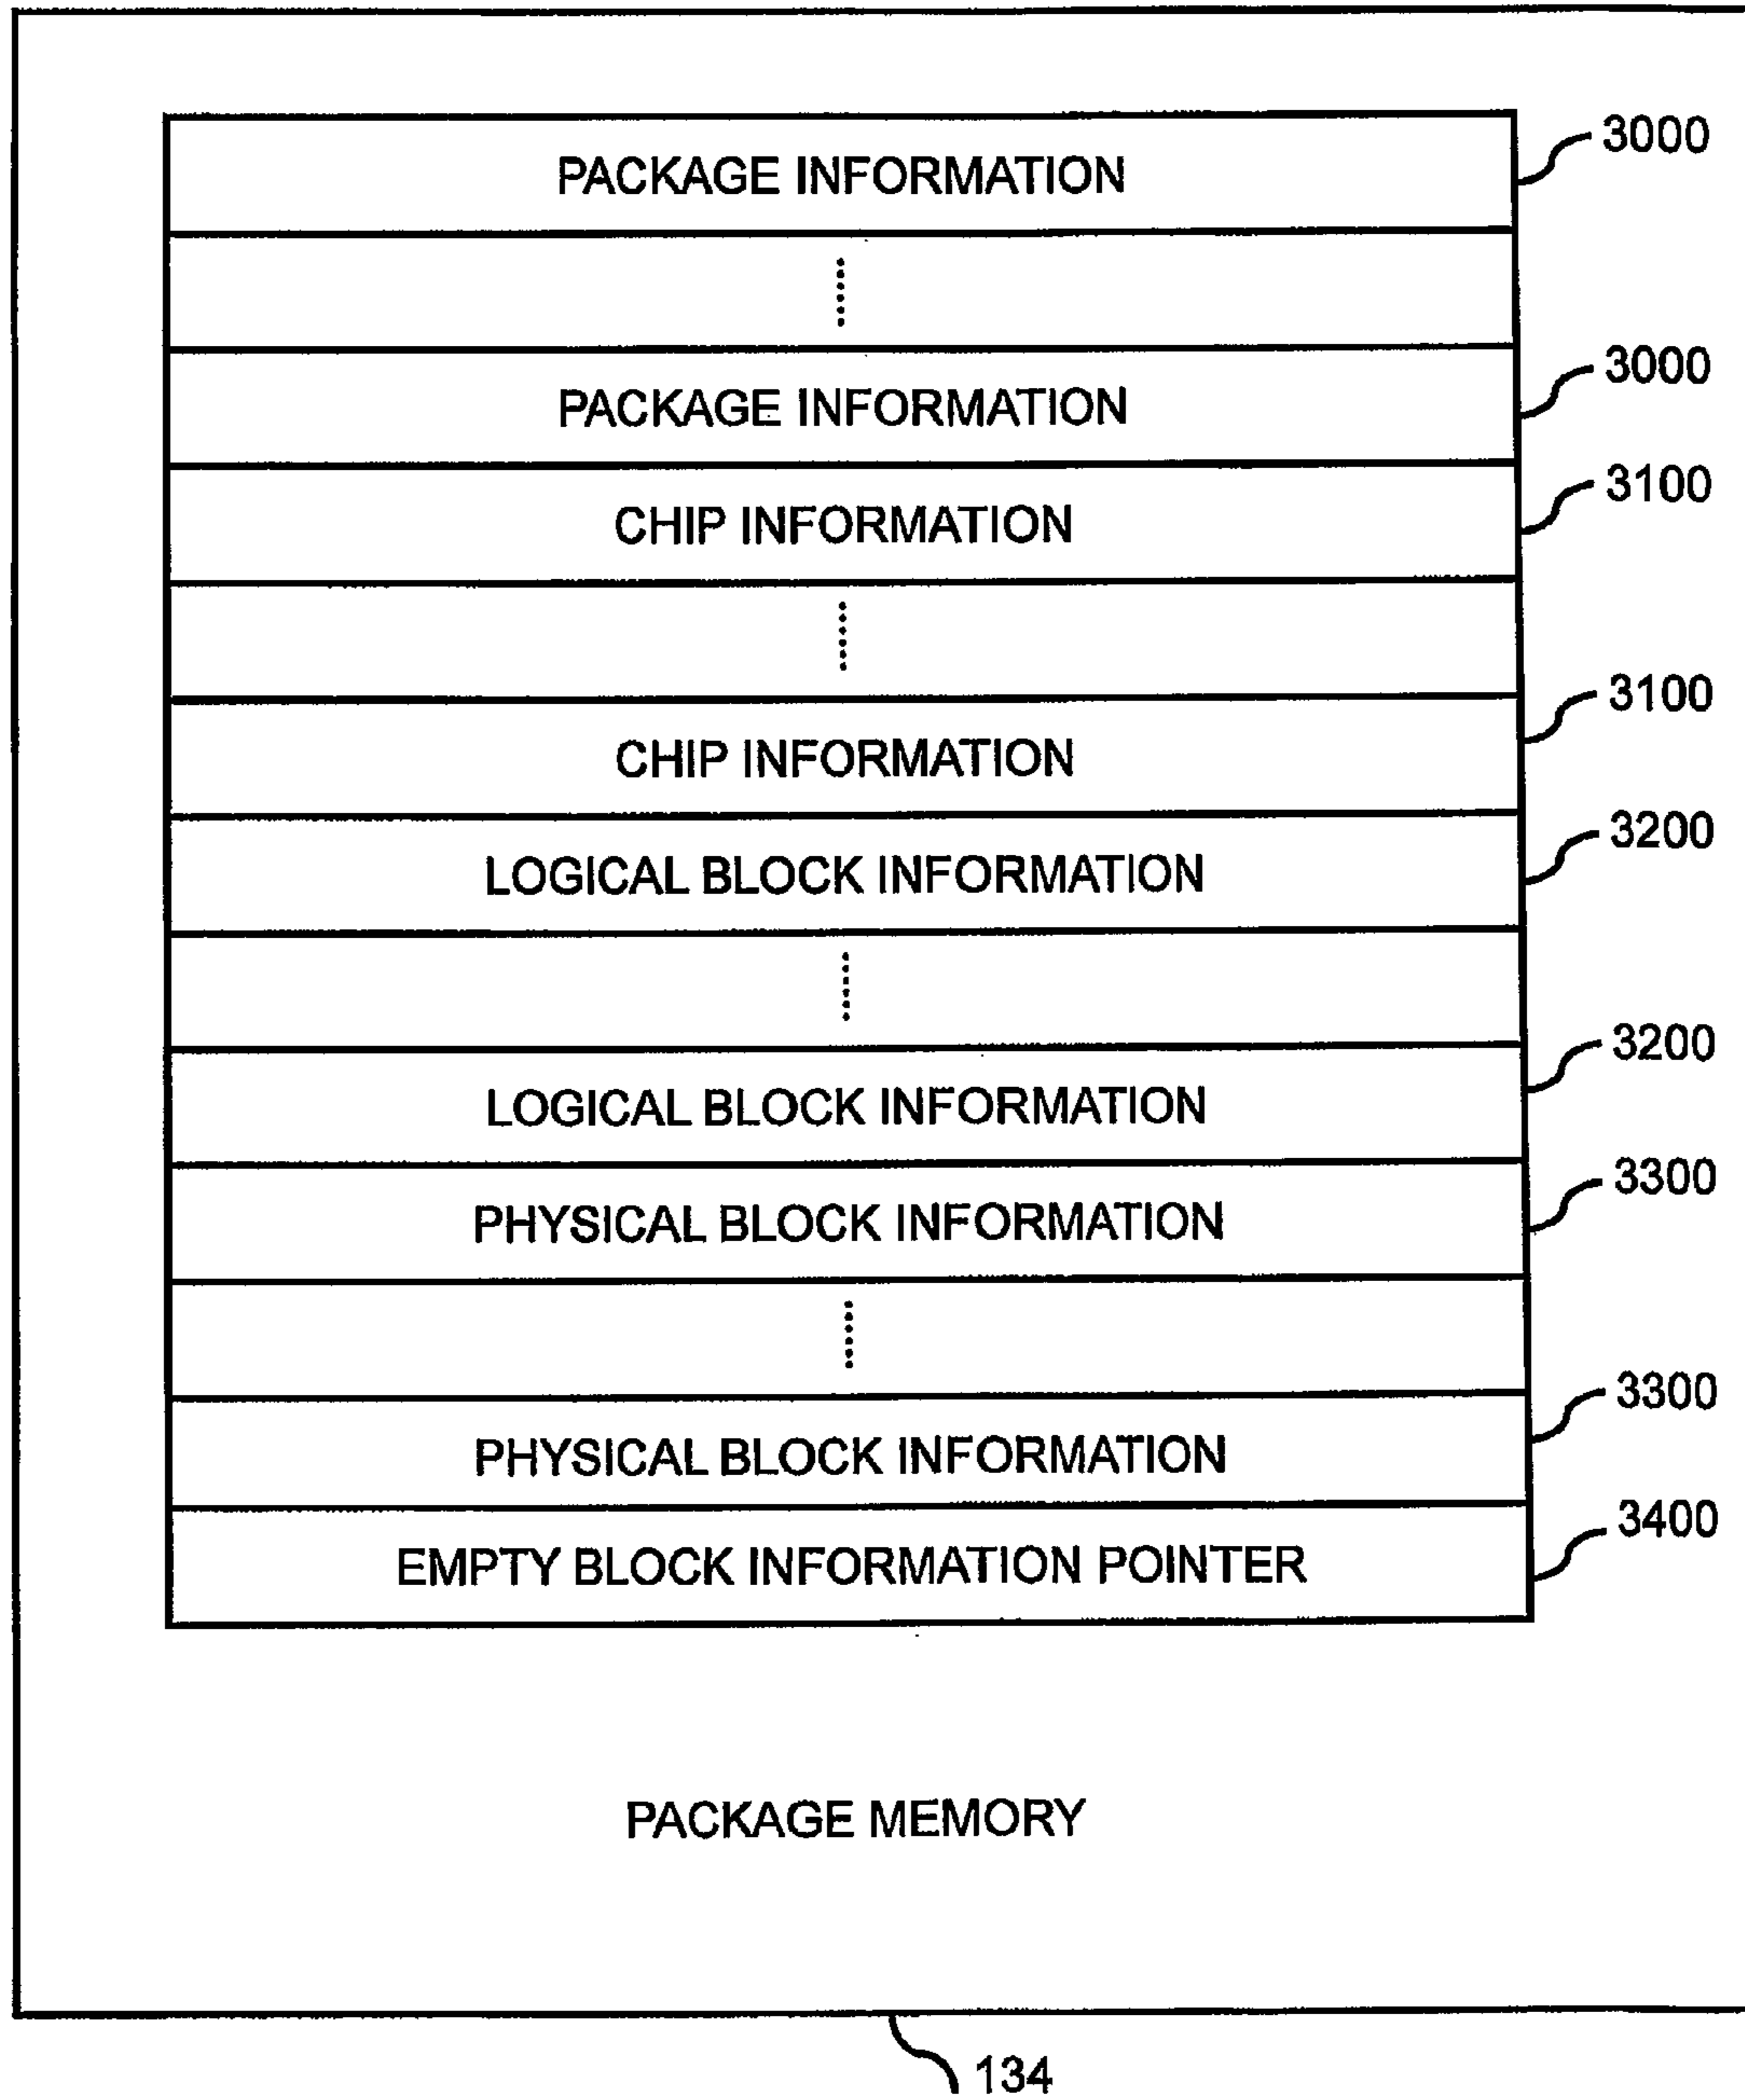 PACKAGE INFORMATION
3000
PACKAGE INFORMATION
3000
CHIP INFORMATION
3100
CHIP INFORMATION
3100
LOGICAL BLOCK INFORMATION
3200
LOGICAL BLOCK INFORMATION
3200
PHYSICAL BLOCK INFORMATION
3300
PHYSICAL BLOCK INFORMATION
3300
EMPTY BLOCK INFORMATION POINTER
3400
PACKAGE MEMORY
134